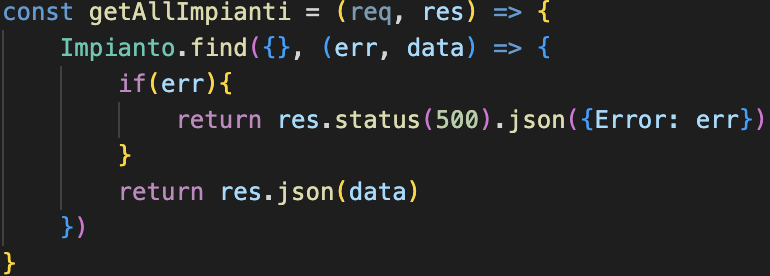 const getAllImpianti = (req, res) => {
    Impianto.find({}, (err, data) => {
        if(err){
            return res.status(500).json({Error: err})
        }
        return res.json(data)
    })
}